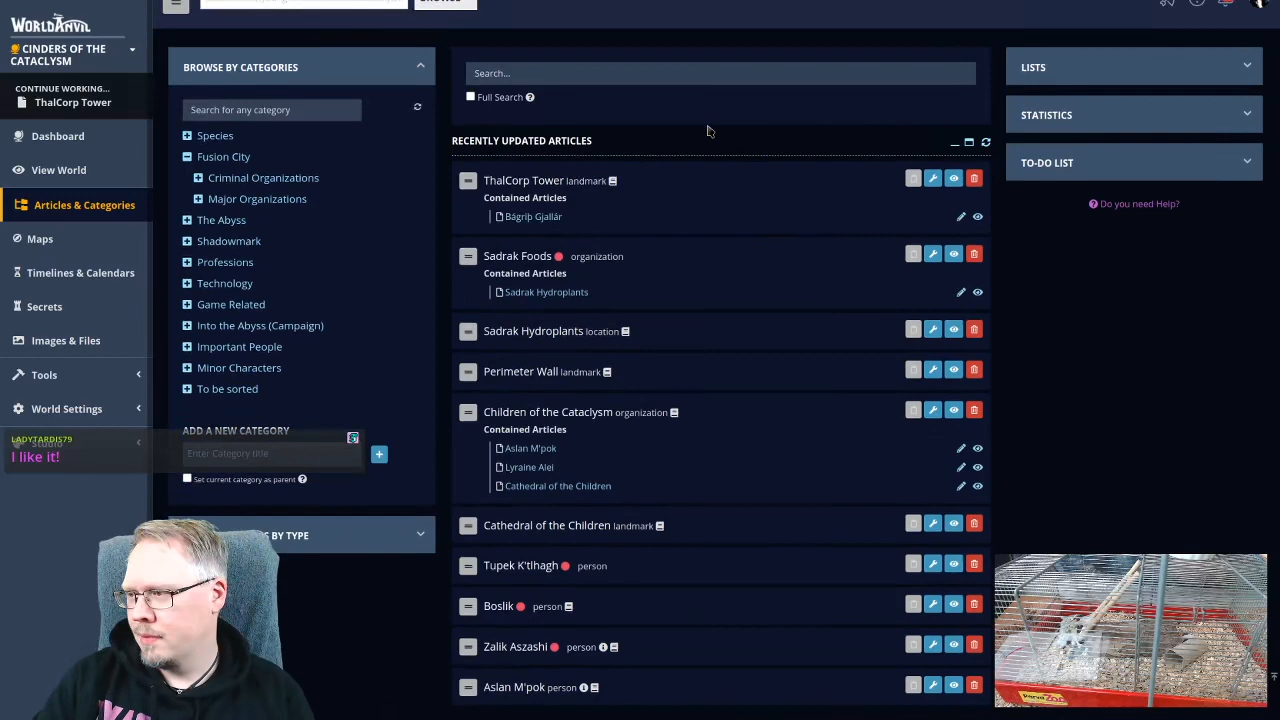 WORLDANVIL
CINDERS OF THE
CATACLYSM
CONTINUE WORKING...
ThalCorp Tower
Dashboard
View World
Articles & Categories
Maps
Timelines & Calendars
Secrets
Images & Files
Tools
World Settings
LADYTARDIS79
I like it!
BROWSE BY CATEGORIES
Search for any category
Species
Fusion City
Criminal Organizations
Major Organizations
The Abyss
Shadowmark
Professions
Technology
Game Related
Into the Abyss (Campaign)
Important People
Minor Characters
To be sorted
ADD A NEW CATEGORY
Enter Category title
Set current category as parent
BY TYPE
Search...
Full Search
RECENTLY UPDATED ARTICLES
ThalCorp Tower landmark
Contained Articles
Bágríp Gjallár
Sadrak Foods organization
Contained Articles
Sadrak Hydroplants
Sadrak Hydroplants location
Perimeter Wall landmark
Children of the Cataclysm organization
Contained Articles
Aslan M'pok
Lyraine Alei
Cathedral of the Children
Cathedral of the Children landmark
Tupek K'tlhagh person
Boslik person
Zalik Aszashi person
Aslan M'pok person
LISTS
STATISTICS
TO-DO LIST
Do you need Help?